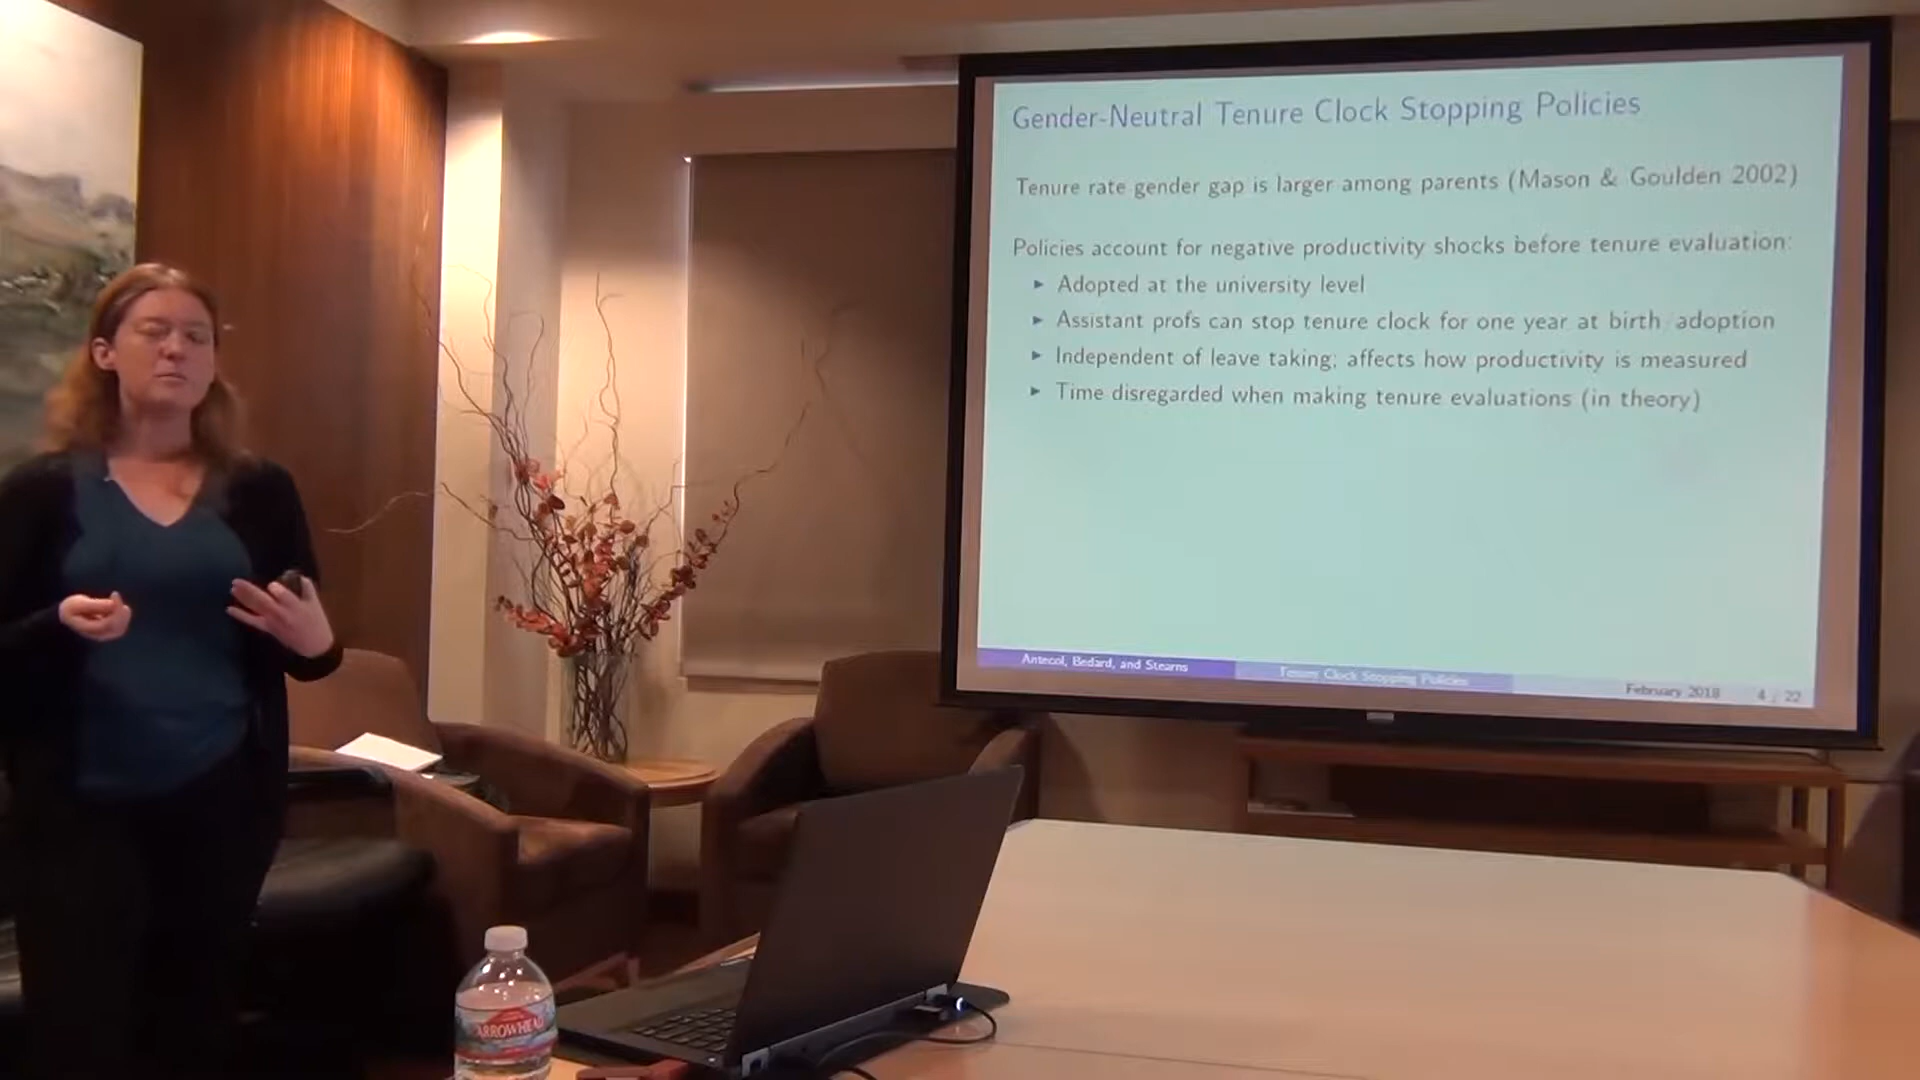 Gender-Neutral Tenure Clock Stopping Policies
Tenure rate gender gap is larger among parents (Mason & Goulden 2002)
Policies account for negative productivity shocks before tenure evaluation:
Adopted at the university level
Assistant profs can stop tenure clock for one year at birth adoption
Independent of leave taking; affects how productivity is measured
Time disregarded when making tenure evaluations (in theory)
Antecol, Bedard, and Stearns
Tenure Clock Stopping Policies
February 2018
4 / 22
ARROWHEAD